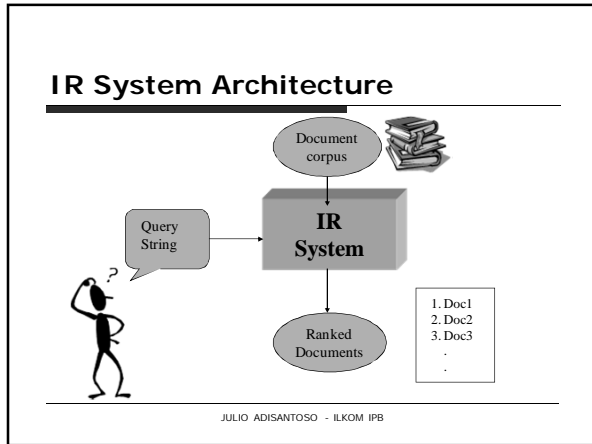 IR System Architecture
Document
corpus
Query
String
IR
System
?
1. Doc1
2. Doc2
3. Doc3
.
.
Ranked
Documents
JULIO ADISANTOSO - ILKOM IPB